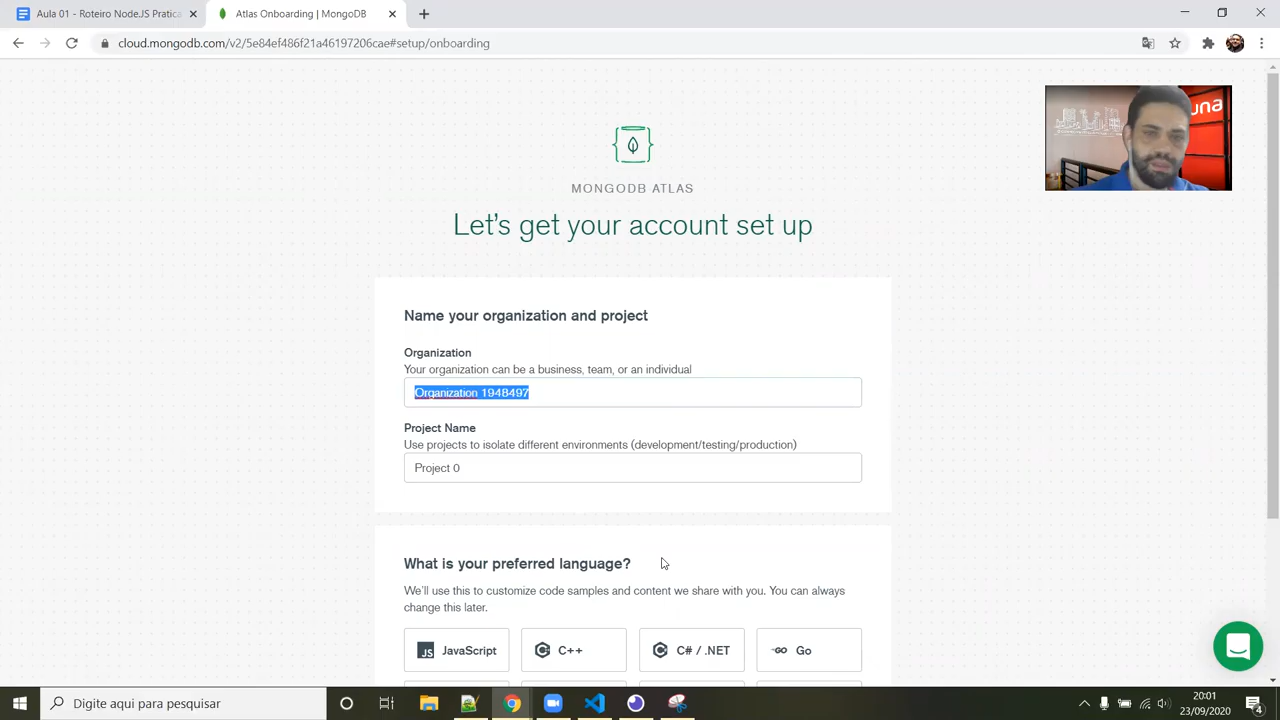 Aula 01 - Roteiro NodeJS Pratica
Atlas Onboarding | MongoDB
cloud.mongodb.com/v2/5e84ef486f21a46197206cae#setup/onboarding
una
MONGODB ATLAS
Let's get your account set up
Name your organization and project
Organization
Your organization can be a business, team, or an individual
Organization 1948497
Project Name
Use projects to isolate different environments (development/testing/production)
Project 0
What is your preferred language?
We'll use this to customize code samples and content we share with you. You can always
change this later.
JS JavaScript
C++
C# / .NET
GO Go
Digite aqui para pesquisar
20:01
23/09/2020
4